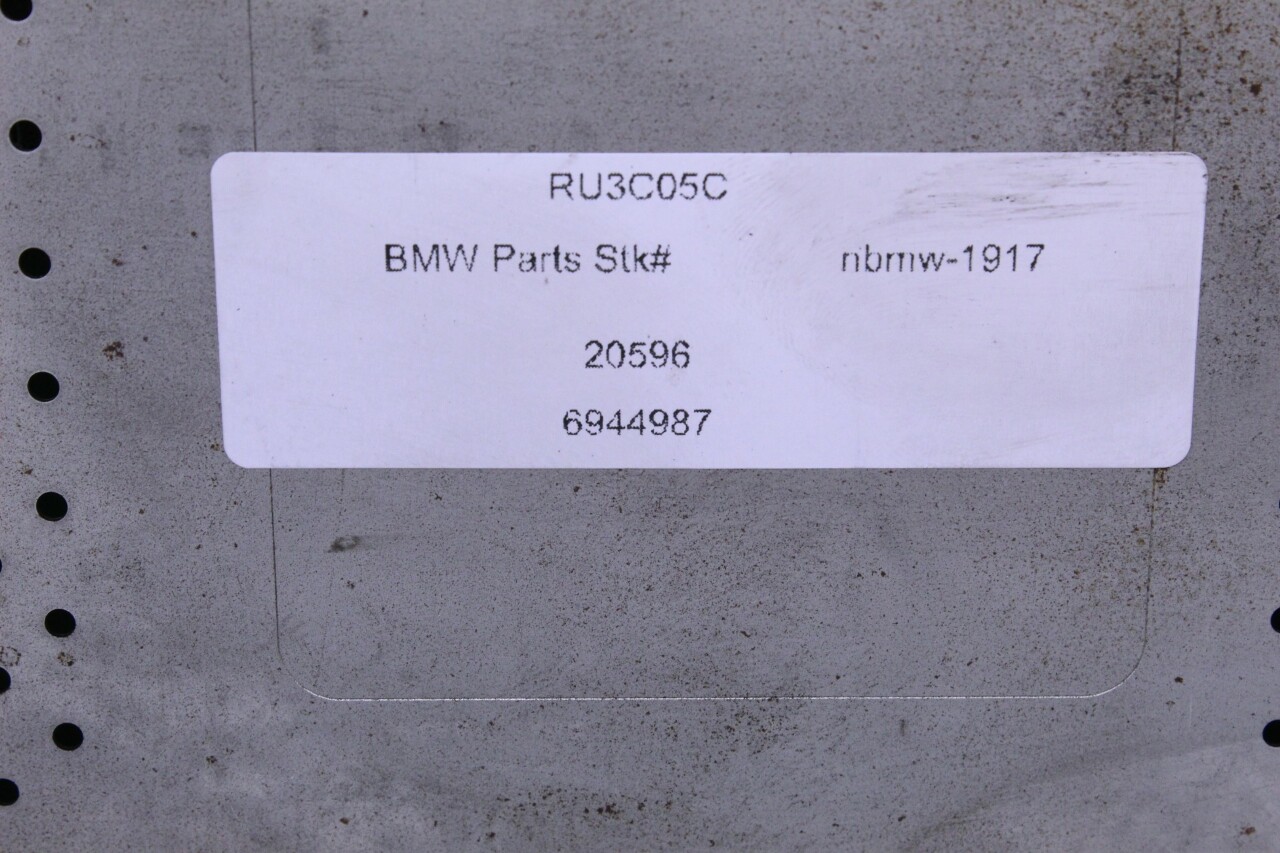 RU3C05C
BMW Parts Stk# nbmw-1917
20596
6944987